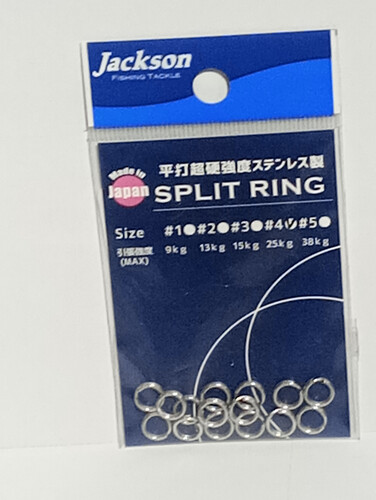 Jackson
FISHING TACKLE
Made in
Japan
平打超硬強度ステンレス製
SPLIT RING
Size #1 #2 #3 #4 #5
引張強度 9kg 13kg 15kg 25kg 38kg
(MAX)